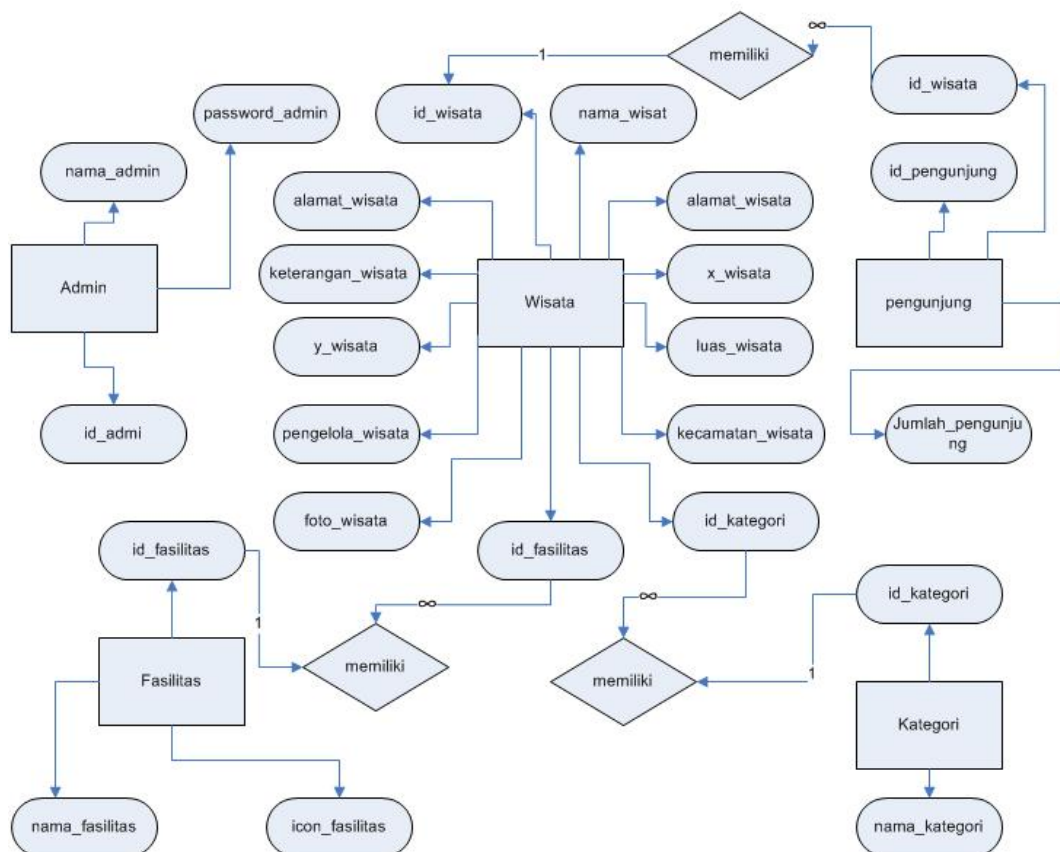 ∞
memiliki
1
id_wisata
password_admin
id_wisata
nama_wisat
nama_admin
id_pengunjung
alamat_wisata
alamat_wisata
keterangan_wisata
x_wisata
Admin
Wisata
pengunjung
y_wisata
luas_wisata
id_admi
pengelola_wisata
kecamatan_wisata
Jumlah_pengunju
ng
foto_wisata
id_kategori
id_fasilitas
id_fasilitas
id_kategori
∞
∞
1
memiliki
memiliki
1
Fasilitas
Kategori
nama_fasilitas
icon_fasilitas
nama_kategori